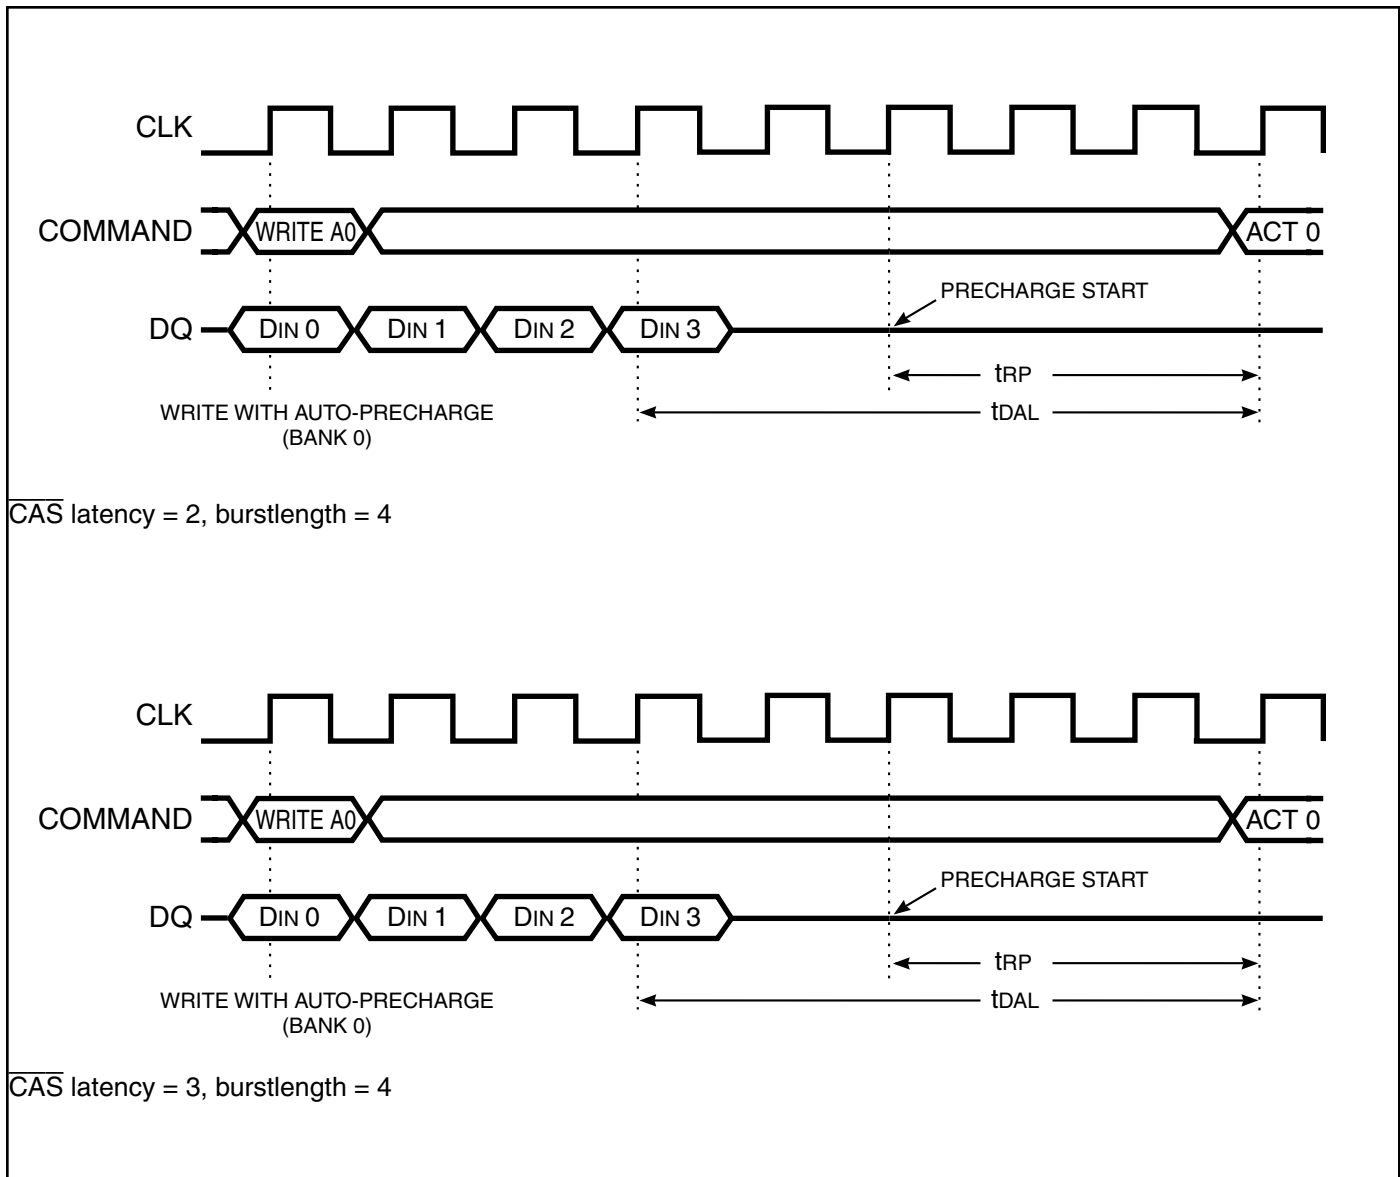 CLK
COMMAND WRITE A0 ACT 0
PRECHARGE START
DQ DIN 0 DIN 1 DIN 2 DIN 3
tRP
WRITE WITH AUTO-PRECHARGE tDAL
(BANK 0)
CAS latency = 2, burstlength = 4
CLK
COMMAND WRITE A0 ACT 0
PRECHARGE START
DQ DIN 0 DIN 1 DIN 2 DIN 3
tRP
WRITE WITH AUTO-PRECHARGE tDAL
(BANK 0)
CAS latency = 3, burstlength = 4